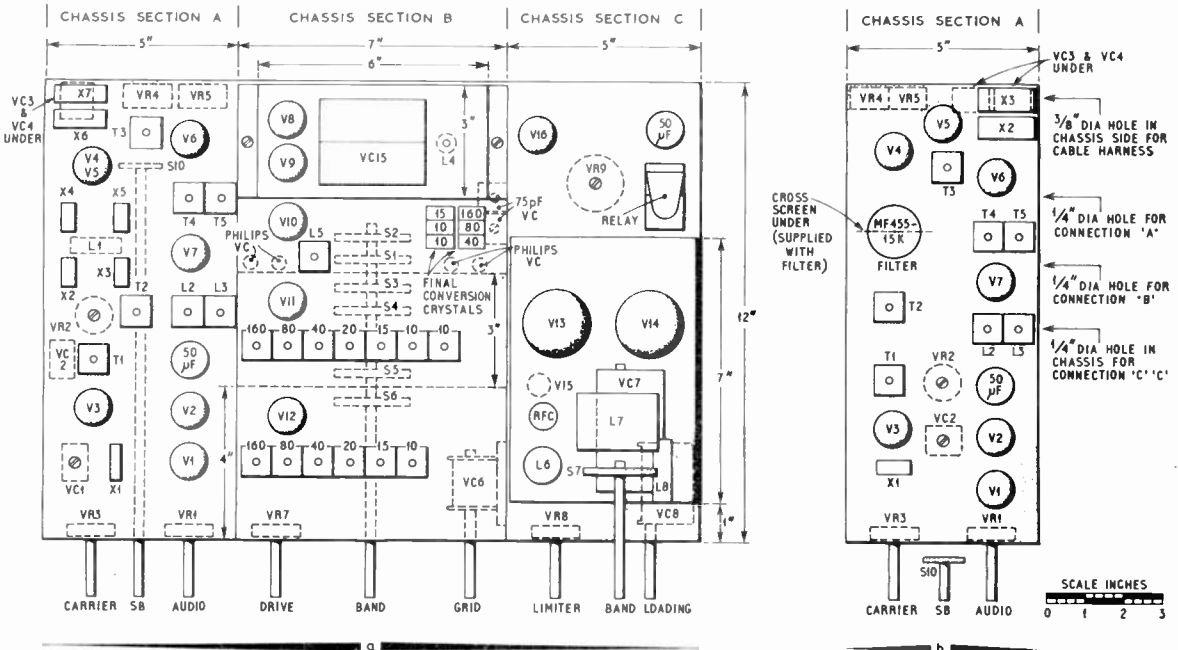 CHASSIS SECTION A
CHASSIS SECTION B
CHASSIS SECTION C
5"
7"
5"
6"
VC3
&
VC4
UNDER
X7
X6
VR4
VR5
T3
V6
V4
V5
S10
X4
X5
T4
T5
L1
V7
X2
X3
T2
L2
L3
VR2
VC
2
T1
50
µF
V3
V2
V1
4"
VC1
X1
VR3
VR1
V8
V9
VC15
L4
3"
V10
PHILIPS
VC
L5
S2
S1
15
160
10
80
10
40
75pF
VC
PHILIPS
VC
FINAL
CONVERSION
CRYSTALS
S3
S4
V11
3"
160
80
40
20
15
10
10
S5
S6
V12
160
80
40
20
15
10
VC6
VR7
V16
50
µF
VR9
RELAY
V13
V14
V15
VC7
RFC
L7
L6
S7
L8
VC8
VR8
7"
1"
12"
CARRIER
SB
AUDIO
DRIVE
BAND
GRID
LIMITER
BAND
LOADING
a
CHASSIS SECTION A
5"
VC3 & VC4
UNDER
VR4
VR5
X3
X2
V5
V4
T3
V6
3/8" DIA HOLE IN
CHASSIS SIDE FOR
CABLE HARNESS
CROSS
SCREEN
UNDER
(SUPPLIED
WITH
FILTER)
MF455-
15K
FILTER
T4
T5
1/4" DIA HOLE FOR
CONNECTION 'A'
V7
1/4" DIA HOLE FOR
CONNECTION 'B'
T2
L2
L3
1/4" DIA HOLE IN
CHASSIS FOR
CONNECTION 'C' 'C'
T1
VR2
50
µF
V3
VC2
V2
X1
V1
VR3
VR1
S10
CARRIER
SB
AUDIO
SCALE INCHES
0 1 2 3
b